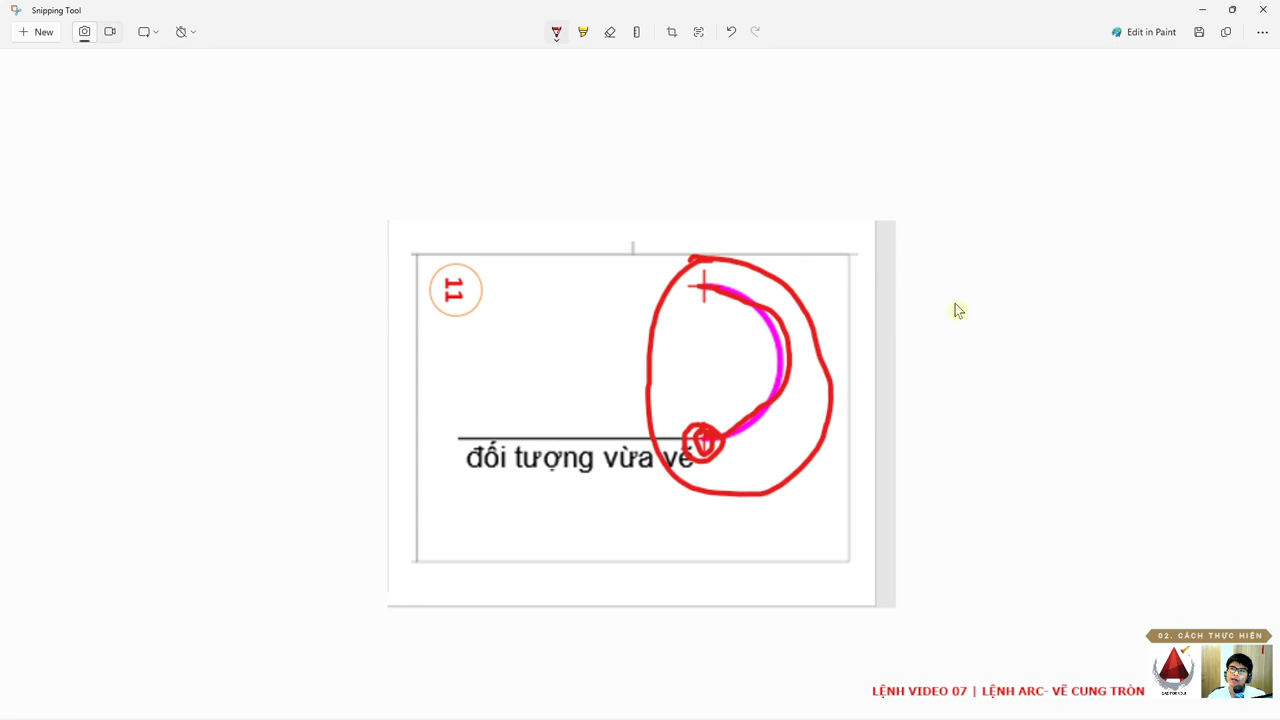 Snipping Tool
New
Edit in Paint
11
đối tượng vừa vẽ
02. CÁCH THỰC HIỆN
LỆNH VIDEO 07 | LỆNH ARC- VẼ CUNG TRÒN